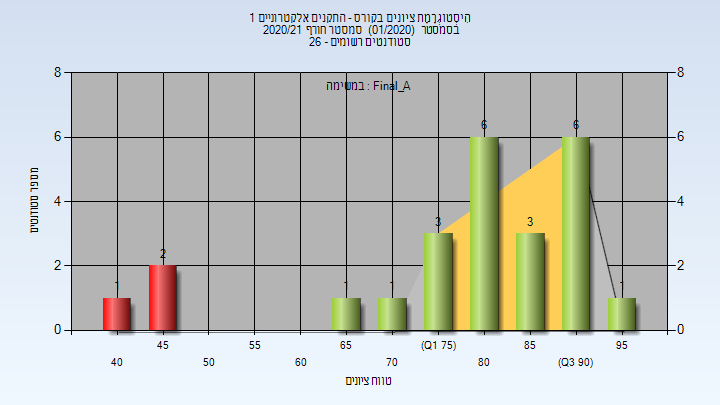 היסטוגרמת ציונים בקורס - התקנים אלקטרוניים 1
בסמסטר (01/2020) סמסטר חורף 2020/21
סטודנטים רשומים - 26
במשימה : Final_A
8 8
6 6 6 6
4 4
3 3
2 2 2
1 1 1 1
0 0
מספר סטודנטים
45 55 65 (Q1 75) 85 95
40 50 60 70 80 (Q3 90)
טווח ציונים